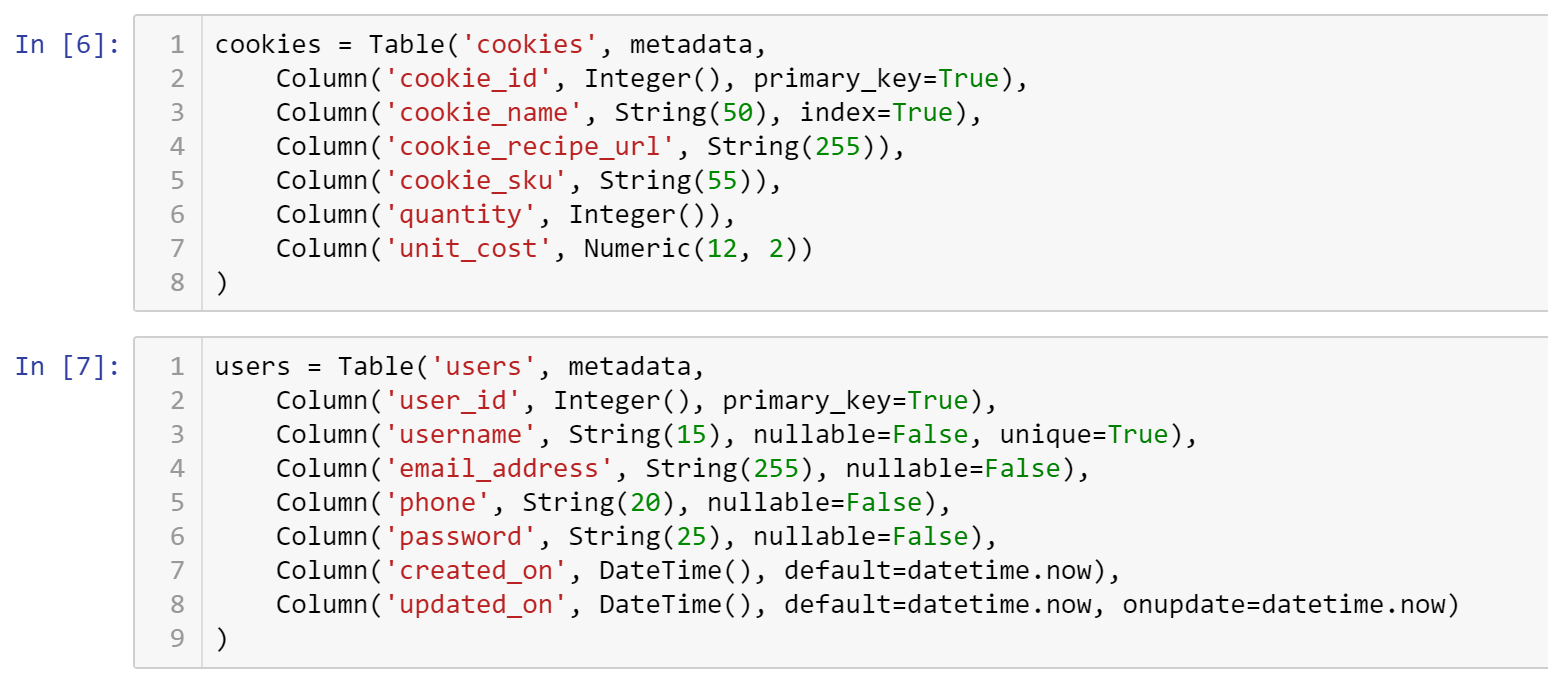 In [6]:
1 cookies = Table('cookies', metadata,
2     Column('cookie_id', Integer(), primary_key=True),
3     Column('cookie_name', String(50), index=True),
4     Column('cookie_recipe_url', String(255)),
5     Column('cookie_sku', String(55)),
6     Column('quantity', Integer()),
7     Column('unit_cost', Numeric(12, 2))
8 )
In [7]:
1 users = Table('users', metadata,
2     Column('user_id', Integer(), primary_key=True),
3     Column('username', String(15), nullable=False, unique=True),
4     Column('email_address', String(255), nullable=False),
5     Column('phone', String(20), nullable=False),
6     Column('password', String(25), nullable=False),
7     Column('created_on', DateTime(), default=datetime.now),
8     Column('updated_on', DateTime(), default=datetime.now, onupdate=datetime.now)
9 )